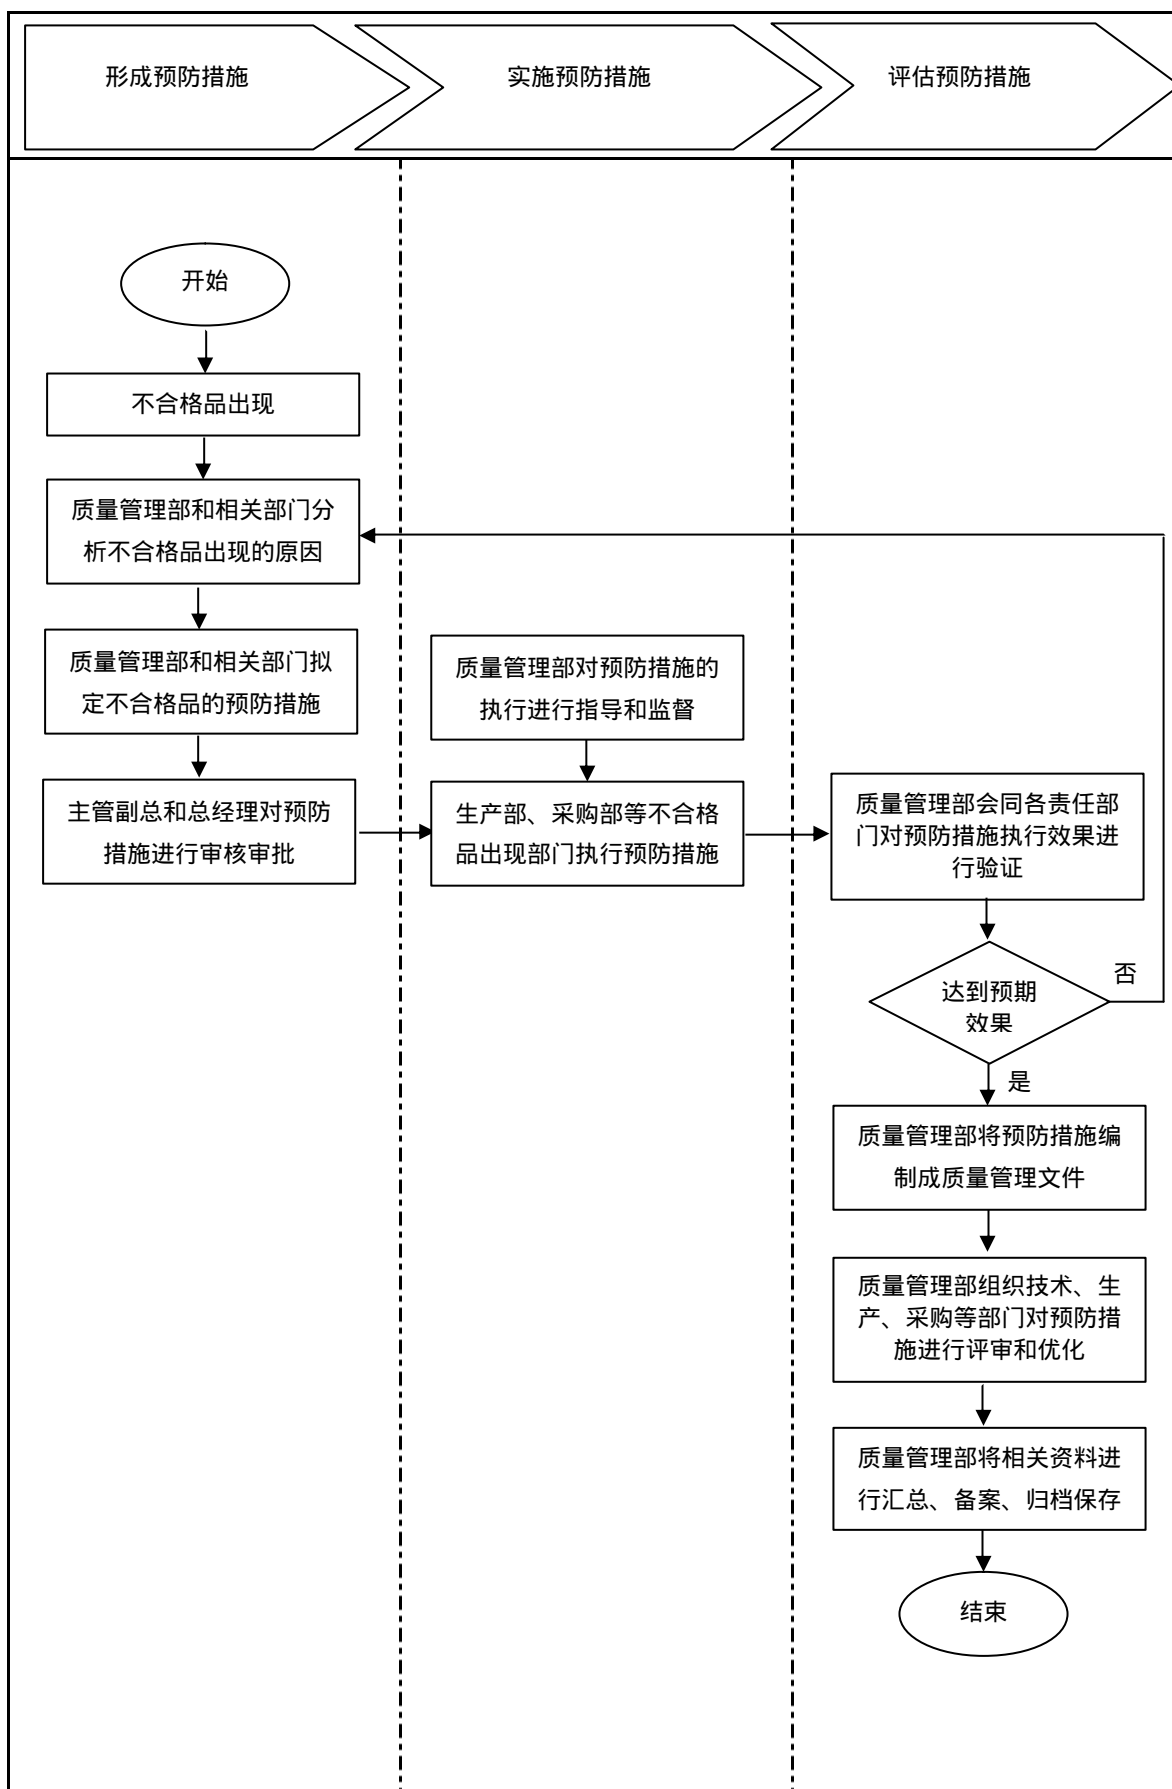 形成预防措施
实施预防措施
评估预防措施
开始
不合格品出现
质量管理部和相关部门分
析不合格品出现的原因
质量管理部和相关部门拟
定不合格品的预防措施
主管副总和总经理对预防
措施进行审核审批
质量管理部对预防措施的
执行进行指导和监督
生产部、采购部等不合格
品出现部门执行预防措施
质量管理部会同各责任部
门对预防措施执行效果进
行验证
达到预期
效果
否
是
质量管理部将预防措施编
制成质量管理文件
质量管理部组织技术、生
产、采购等部门对预防措
施进行评审和优化
质量管理部将相关资料进
行汇总、备案、归档保存
结束